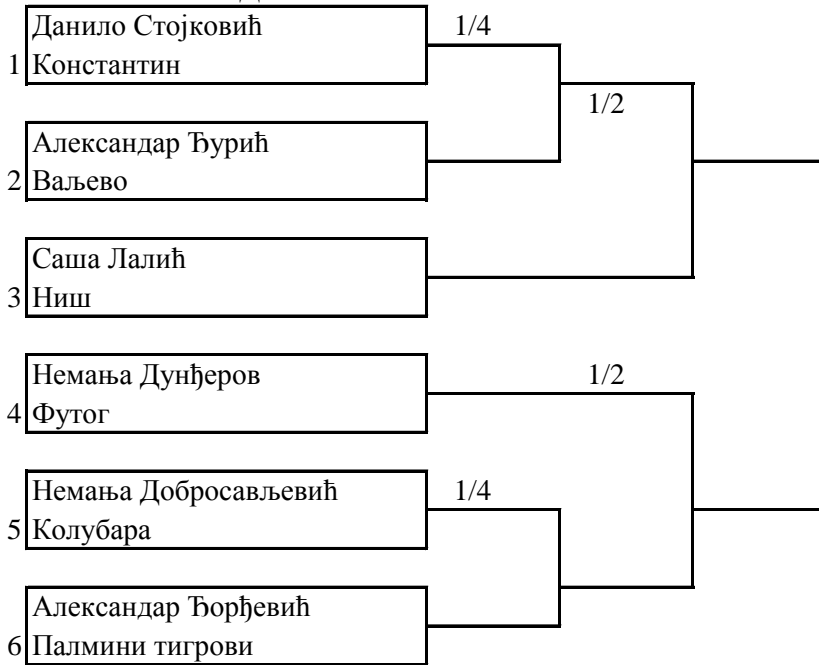 Данило Стојковић 1/4
1 Константин
1/2
Александар Ђурић
2 Ваљево
Саша Лалић
3 Ниш
Немања Дунђеров 1/2
4 Футог
Немања Добросављевић 1/4
5 Колубара
Александар Ђорђевић
6 Палмини тигрови